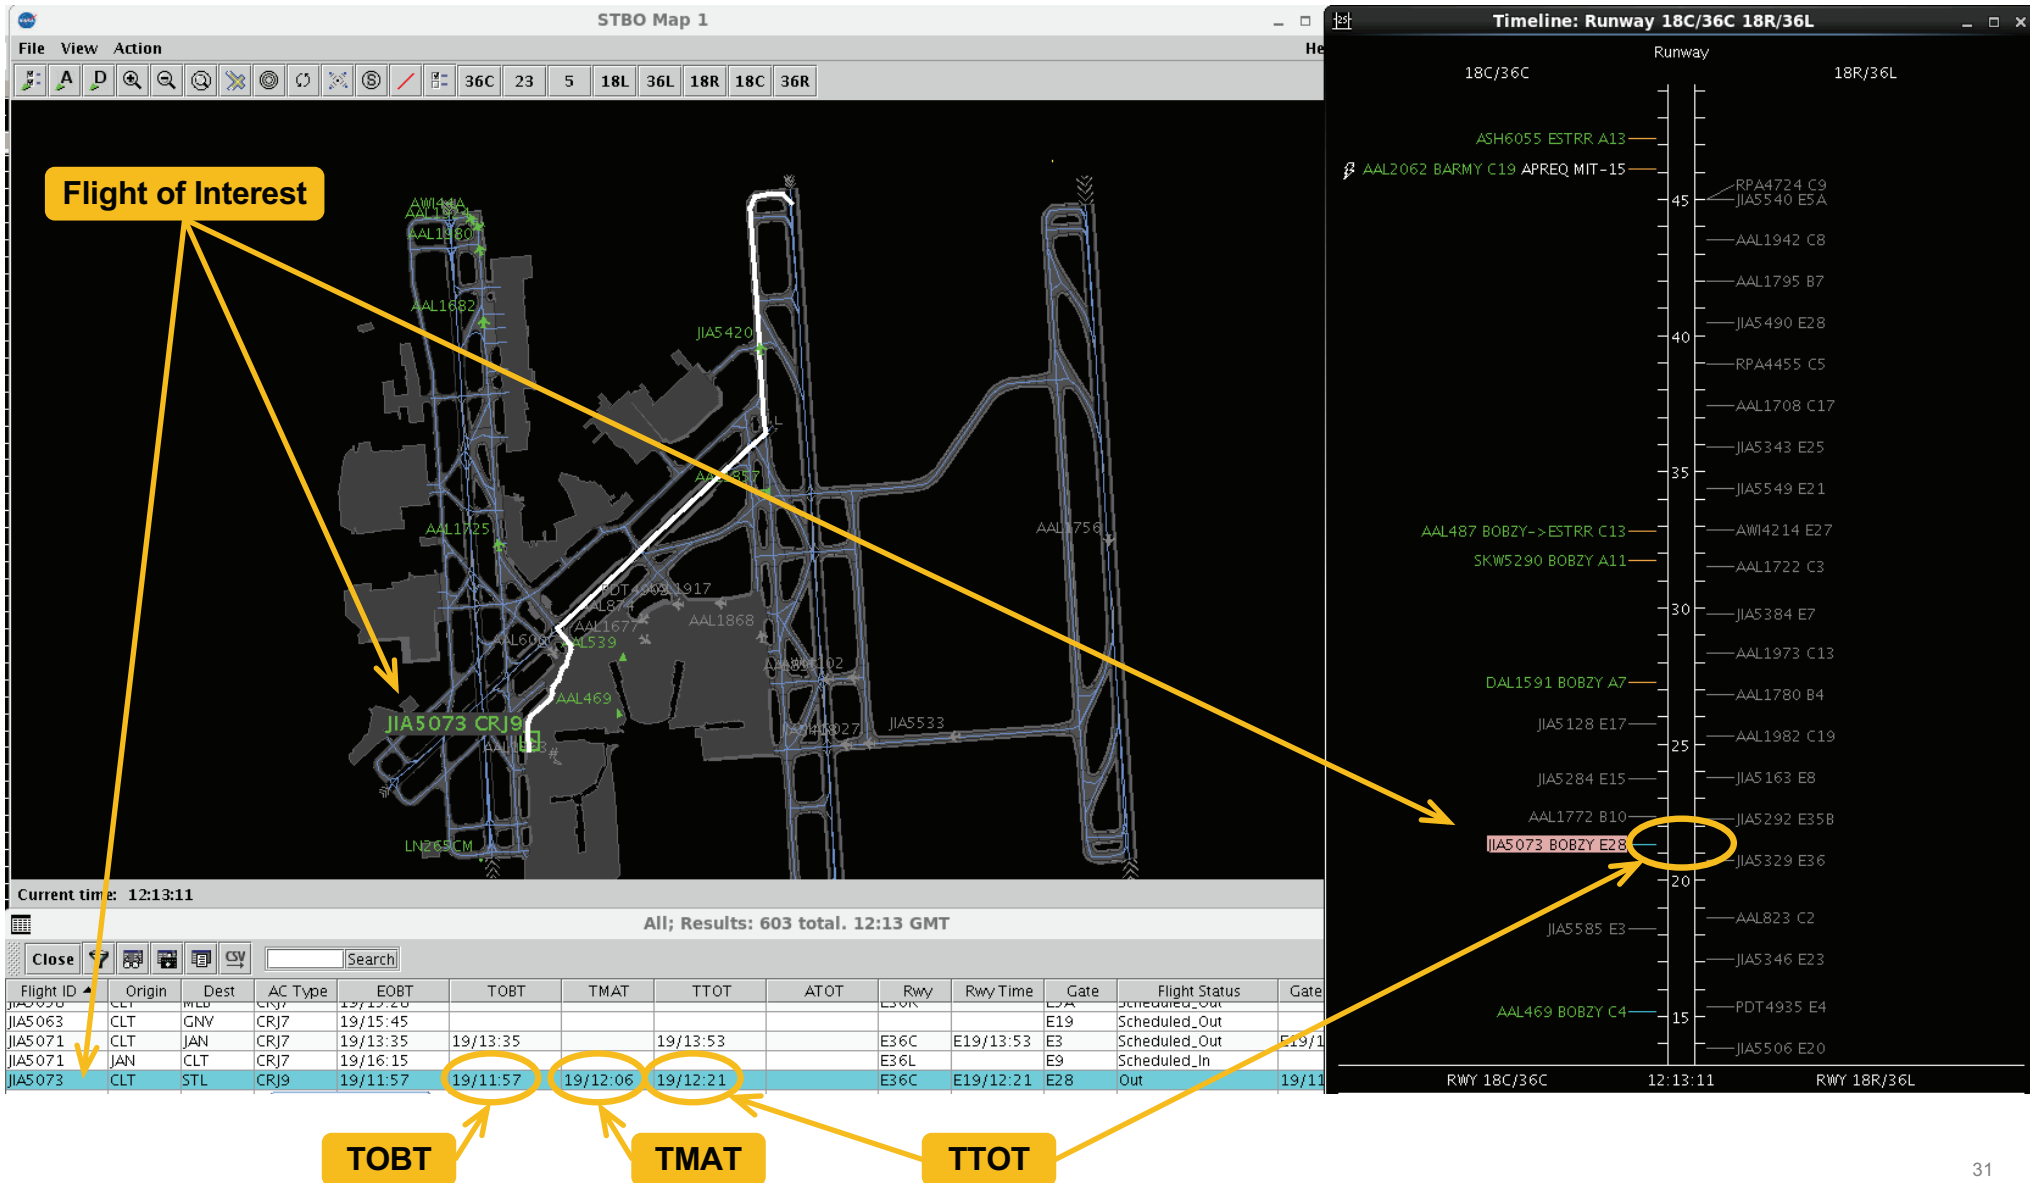 STBO Map 1
File View Action He
A D S 36C 23 5 18L 36L 18R 18C 36R
Flight of Interest
AAL1980
AAL1682
JIA5420
AAL1725
AAL1756
AAL1917
AAL874
AAL1677
AAL1868
AAL539
AAL469
JIA5073 CRJ9
JIA5533
LN265CM
Current time: 12:13:11
All; Results: 603 total. 12:13 GMT
Close CSV Search
Flight ID Origin Dest AC Type EOBT TOBT TMAT TTOT ATOT Rwy Rwy Time Gate Flight Status Gate
JIA5063 CLT GNV CRJ7 19/15:45 E19 Scheduled_Out
JIA5071 CLT JAN CRJ7 19/13:35 19/13:35 19/13:53 E36C E19/13:53 E3 Scheduled_Out E19/1
JIA5071 JAN CLT CRJ7 19/16:15 E36L E9 Scheduled_In
JIA5073 CLT STL CRJ9 19/11:57 19/11:57 19/12:06 19/12:21 E36C E19/12:21 E28 Out 19/11
TOBT TMAT TTOT
Timeline: Runway 18C/36C 18R/36L
Runway
18C/36C 18R/36L
ASH6055 ESTRR A13
AAL2062 BARMY C19 APREQ MIT-15
RPA4724 C9
45
JIA5540 E5A
AAL1942 C8
AAL1795 B7
JIA5490 E28
40
RPA4455 C5
AAL1708 C17
JIA5343 E25
35
JIA5549 E21
AAL487 BOBZY->ESTRR C13
AWI4214 E27
SKW5290 BOBZY A11
AAL1722 C3
30
JIA5384 E7
AAL1973 C13
DAL1591 BOBZY A7
AAL1780 B4
JIA5128 E17
AAL1982 C19
25
JIA5284 E15
JIA5163 E8
AAL1772 B10
JIA5292 E35B
JIA5073 BOBZY E28
JIA5329 E36
20
AAL823 C2
JIA5585 E3
JIA5346 E23
PDT4935 E4
AAL469 BOBZY C4
15
JIA5506 E20
RWY 18C/36C 12:13:11 RWY 18R/36L
31